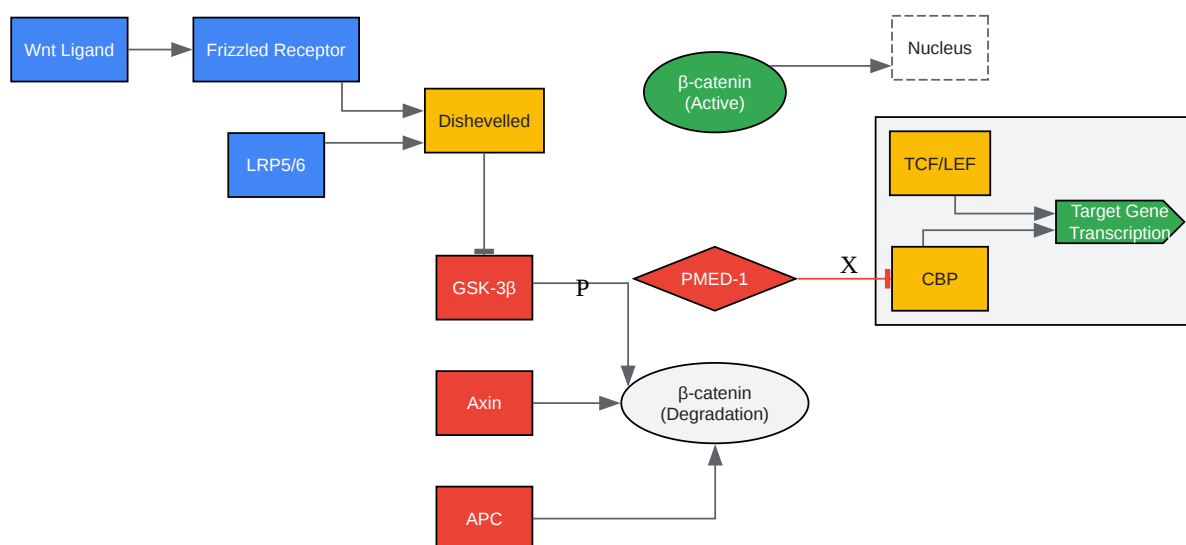 Wnt Ligand
Frizzled Receptor
Nucleus
β-catenin
(Active)
Dishevelled
LRP5/6
TCF/LEF
Target Gene
Transcription
GSK-3β
P
PMED-1
X
CBP
Axin
β-catenin
(Degradation)
APC